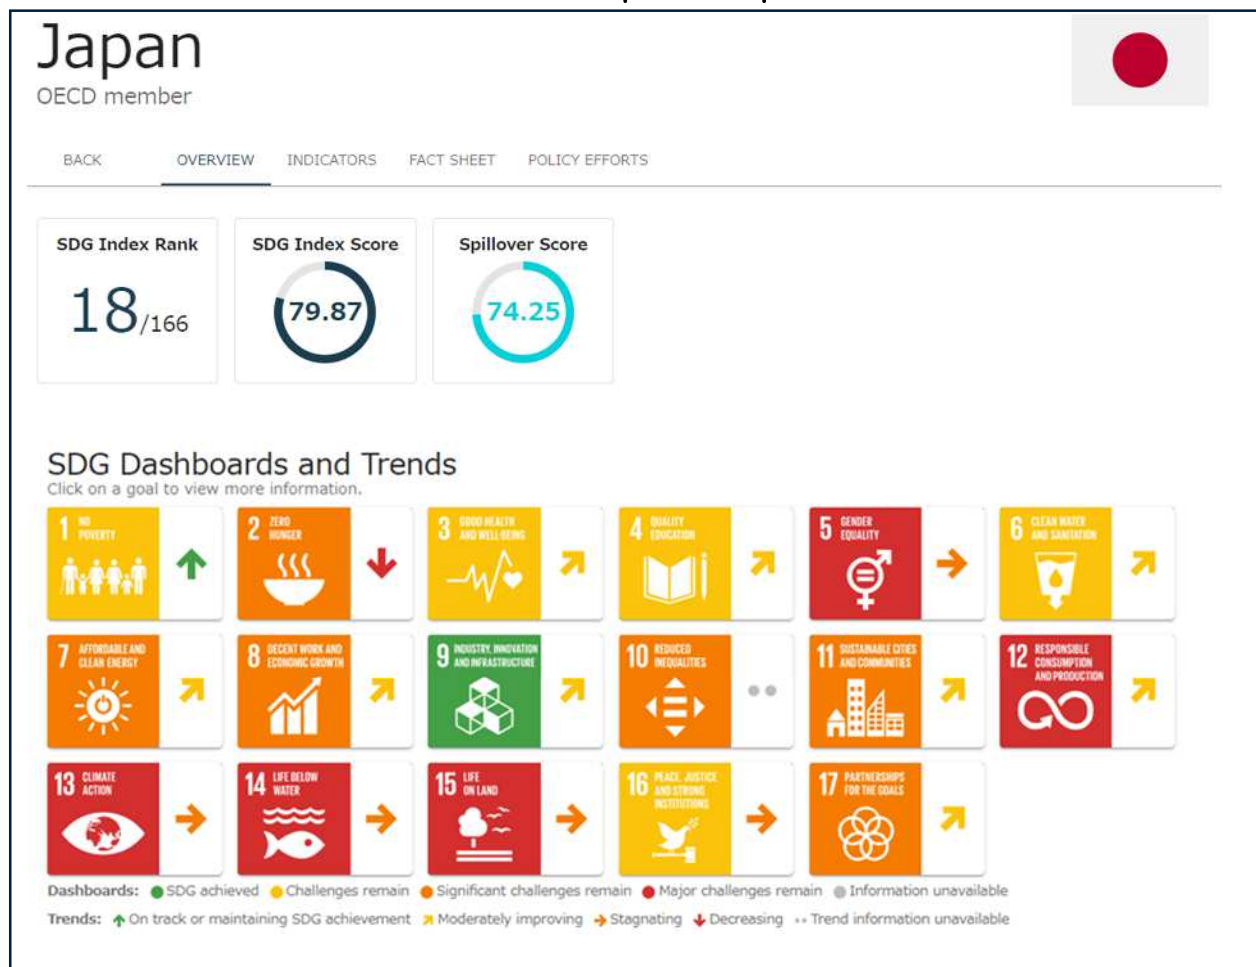 Japan
OECD member
BACK OVERVIEW INDICATORS FACT SHEET POLICY EFFORTS
SDG Index Rank SDG Index Score Spillover Score
18/166 79.87 74.25
SDG Dashboards and Trends
Click on a goal to view more information.
1 NO POVERTY
2 ZERO HUNGER
3 GOOD HEALTH AND WELL-BEING
4 QUALITY EDUCATION
5 GENDER EQUALITY
6 CLEAN WATER AND SANITATION
7 AFFORDABLE AND CLEAN ENERGY
8 DECENT WORK AND ECONOMIC GROWTH
9 INDUSTRY, INNOVATION AND INFRASTRUCTURE
10 REDUCED INEQUALITIES
11 SUSTAINABLE CITIES AND COMMUNITIES
12 RESPONSIBLE CONSUMPTION AND PRODUCTION
13 CLIMATE ACTION
14 LIFE BELOW WATER
15 LIFE ON LAND
16 PEACE, JUSTICE AND STRONG INSTITUTIONS
17 PARTNERSHIPS FOR THE GOALS
Dashboards: SDG achieved Challenges remain Significant challenges remain Major challenges remain Information unavailable
Trends: On track or maintaining SDG achievement Moderately improving Stagnating Decreasing Trend information unavailable